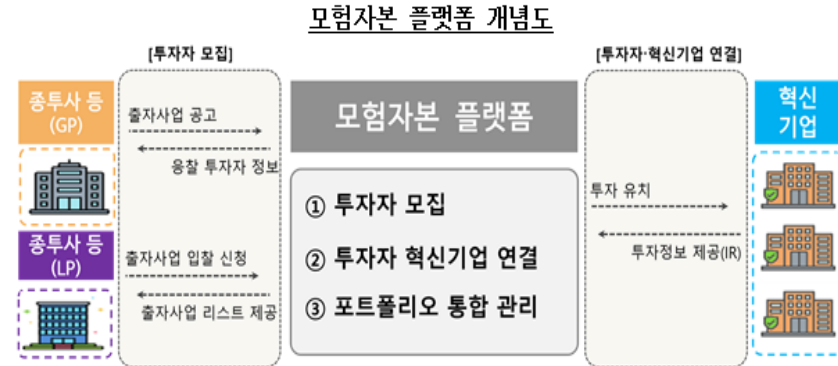 모험자본 플랫폼 개념도
[투자자 모집]
[투자자·혁신기업 연결]
종투사 등
(GP)
출자사업 공고
응찰 투자자 정보
종투사 등
(LP)
출자사업 입찰 신청
출자사업 리스트 제공
모험자본 플랫폼
① 투자자 모집
② 투자자 혁신기업 연결
③ 포트폴리오 통합 관리
투자 유치
투자정보 제공(IR)
혁신
기업